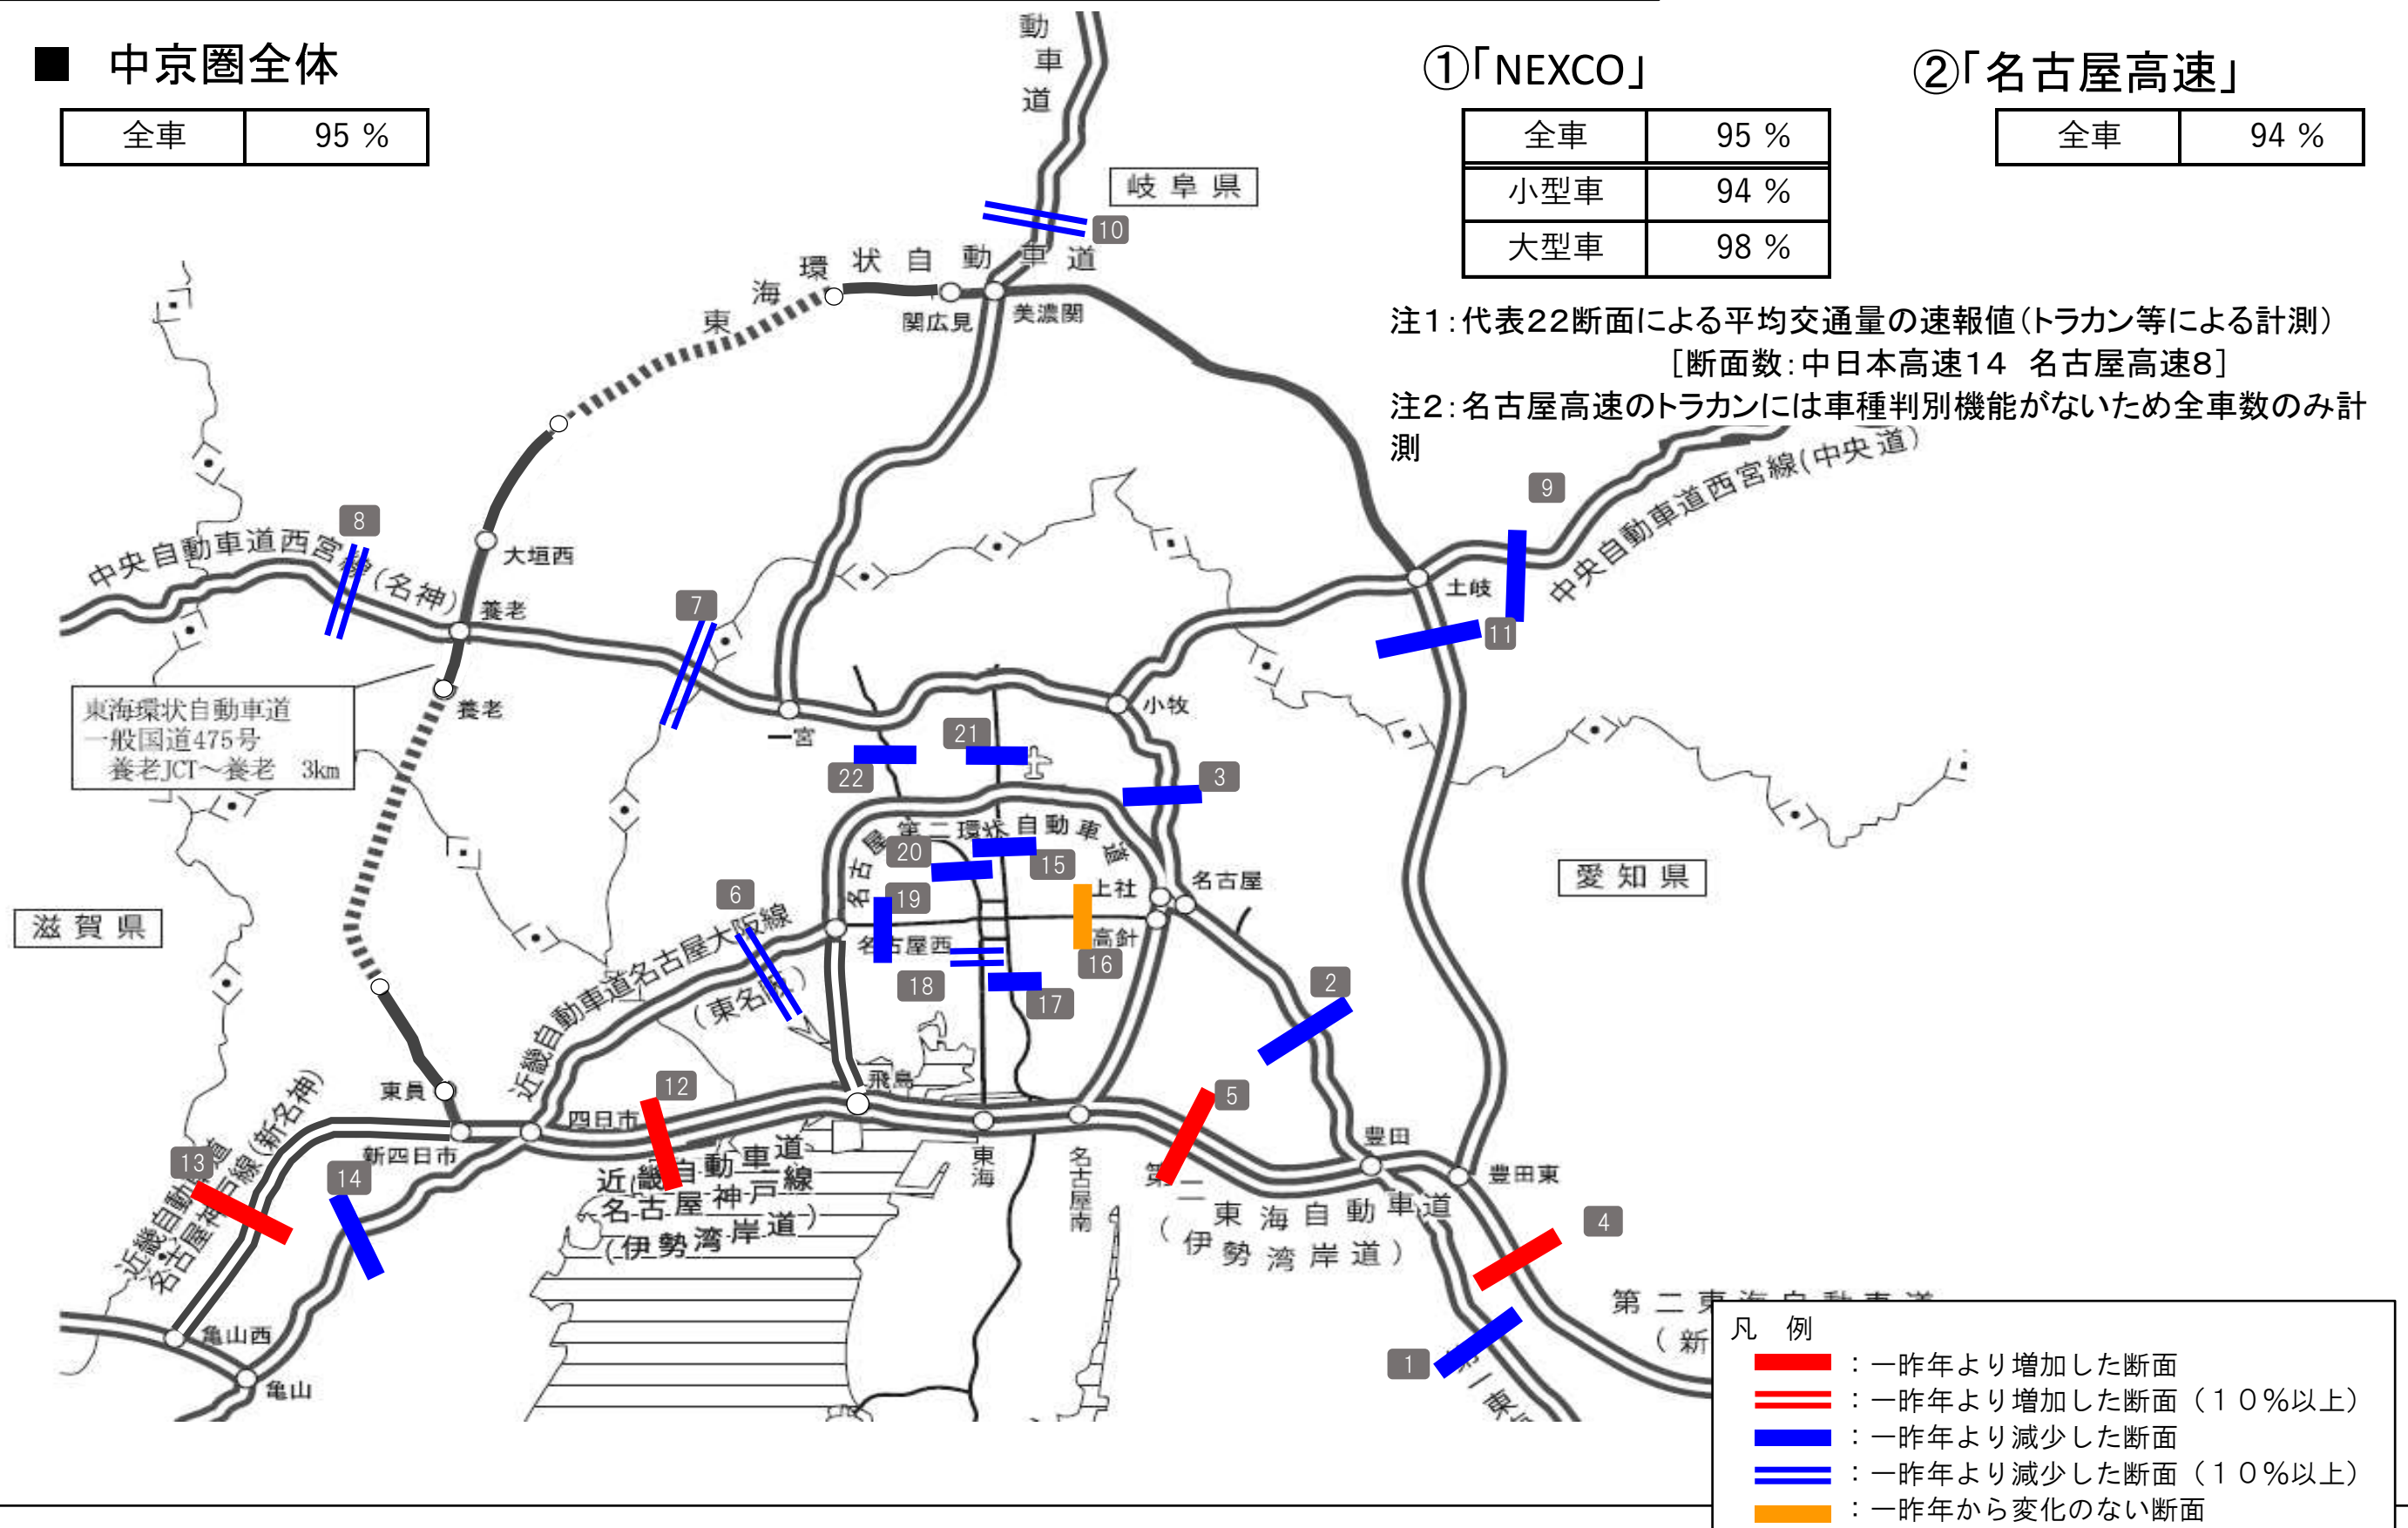 ■ 中京圏全体
全車 95 %
①「NEXCO」
全車 95 %
小型車 94 %
大型車 98 %
②「名古屋高速」
全車 94 %
注１：代表２２断面による平均交通量の速報値（トラカン等による計測）
［断面数：中日本高速１４ 名古屋高速８］
注２：名古屋高速のトラカンには車種判別機能がないため全車数のみ計
測
動車道
岐阜県
10
東海環状自動車道
関広見
美濃関
9
中央自動車道西宮線(中央道)
8
中央自動車道西宮線(名神)
大垣西
養老
7
土岐
11
養老
東海環状自動車道
一般国道475号
養老JCT～養老 3km
一宮
小牧
21
22
3
名古屋第二環状自動車道
20
15
19
上社
名古屋
愛知県
滋賀県
6
近畿自動車道名古屋大阪線
(東名阪)
名古屋西
高針
16
18
17
2
東員
12
飛島
5
四日市
新四日市
13
14
近畿自動車道
名古屋神戸線(新名神)
近畿自動車道
名古屋神戸線
(伊勢湾岸道)
東海
名古屋南
豊田
豊田東
第二東海自動車道
(伊勢湾岸道)
4
亀山西
亀山
1
第一東
第二東海自動車道
(新
凡 例
：一昨年より増加した断面
：一昨年より増加した断面（１０％以上）
：一昨年より減少した断面
：一昨年より減少した断面（１０％以上）
：一昨年から変化のない断面